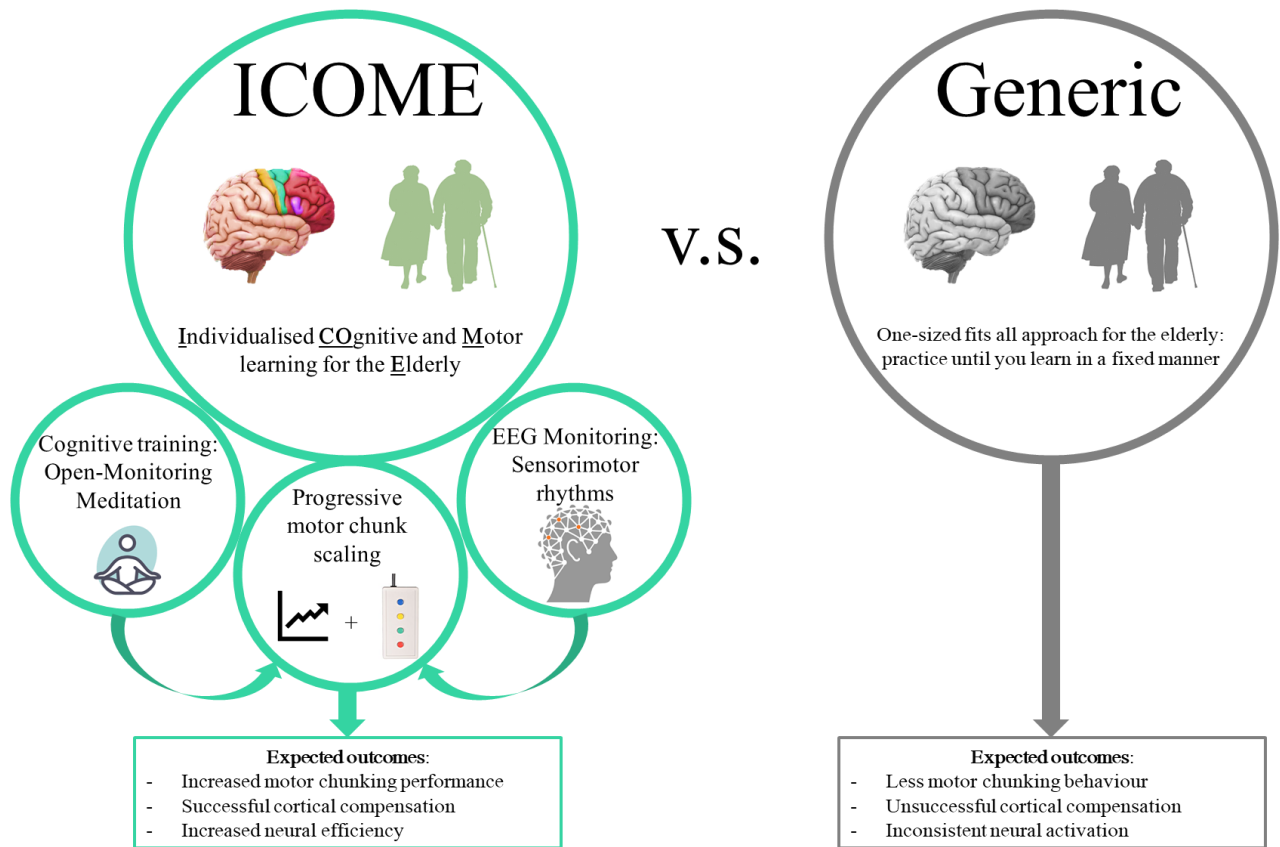 ICOME
Individualised COgnitive and Motor
learning for the Elderly
Cognitive training:
Open-Monitoring
Meditation
Progressive
motor chunk
scaling
+
EEG Monitoring:
Sensorimotor
rhythms
Expected outcomes:
- Increased motor chunking performance
- Successful cortical compensation
- Increased neural efficiency
v.s.
Generic
One-sized fits all approach for the elderly:
practice until you learn in a fixed manner
Expected outcomes:
- Less motor chunking behaviour
- Unsuccessful cortical compensation
- Inconsistent neural activation